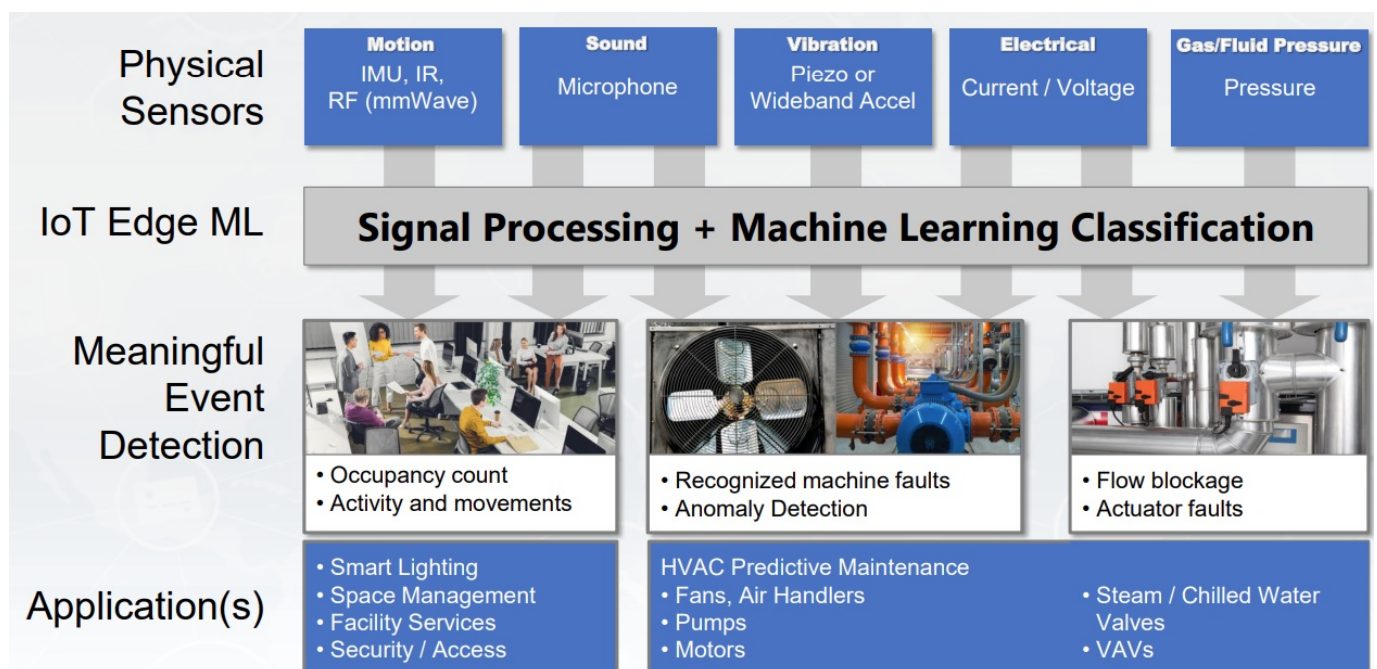 Physical
Sensors
Motion
IMU, IR,
RF (mmWave)
Sound
Microphone
Vibration
Piezo or
Wideband Accel
Electrical
Current / Voltage
Gas/Fluid Pressure
Pressure
IoT Edge ML
Signal Processing + Machine Learning Classification
Meaningful
Event
Detection
• Occupancy count
• Activity and movements
• Recognized machine faults
• Anomaly Detection
• Flow blockage
• Actuator faults
Application(s)
• Smart Lighting
• Space Management
• Facility Services
• Security / Access
HVAC Predictive Maintenance
• Fans, Air Handlers
• Pumps
• Motors
• Steam / Chilled Water
Valves
• VAVs